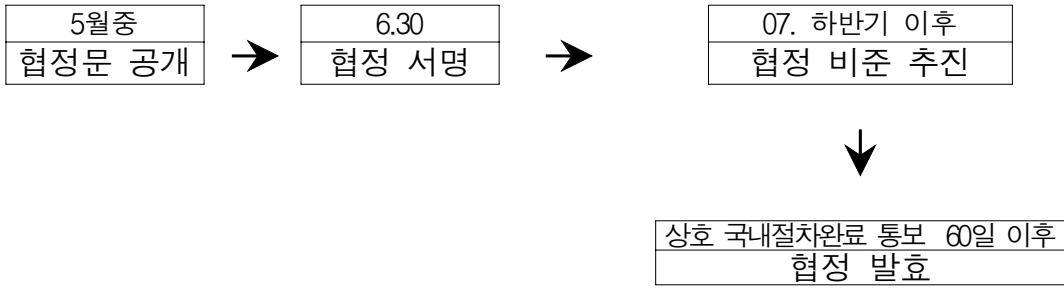 5월중
협정문 공개
6.30
협정 서명
07. 하반기 이후
협정 비준 추진
상호 국내절차완료 통보 60일 이후
협정 발효